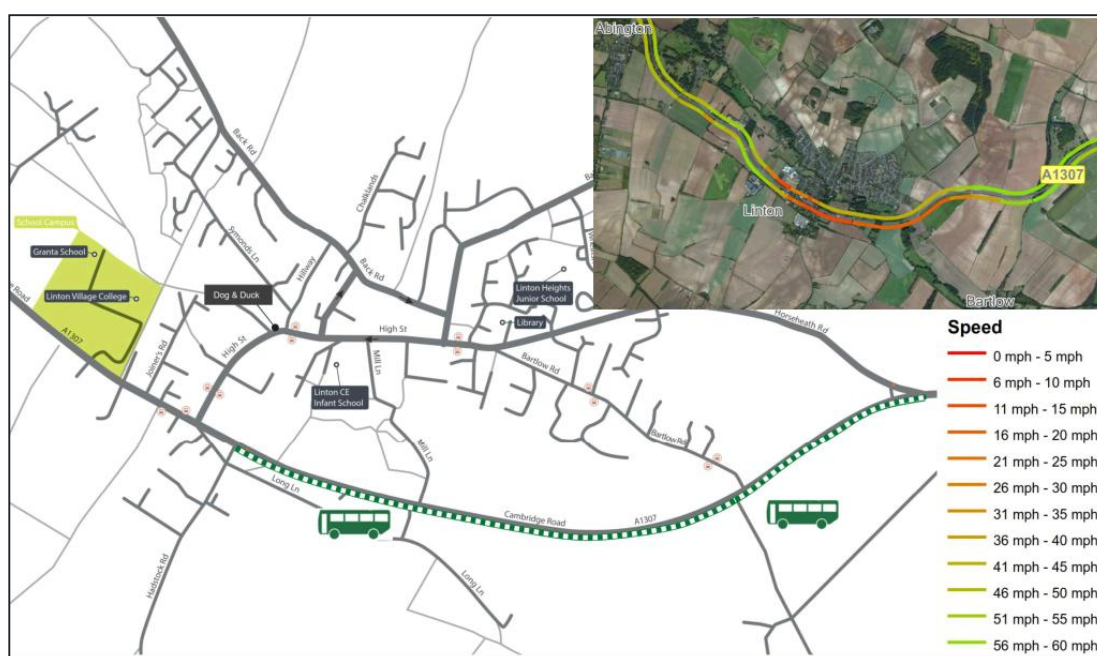 Abington
A1307
Linton
Bartlow
Back Rd
Chalklands
School Campus
Granta School
Symonds Ln
Hillway
Back Rd
Linton Heights
Junior School
Linton Village College
Dog & Duck
Library
Horseheath Rd
Road
A1307
High St
High St
Joiner's Rd
Mill Ln
Bartlow Rd
Linton CE
Infant School
Mill Ln
Bartlow Rd
Long Ln
Cambridge Road
A1307
Hadstock Rd
Long Ln
Speed
0 mph - 5 mph
6 mph - 10 mph
11 mph - 15 mph
16 mph - 20 mph
21 mph - 25 mph
26 mph - 30 mph
31 mph - 35 mph
36 mph - 40 mph
41 mph - 45 mph
46 mph - 50 mph
51 mph - 55 mph
56 mph - 60 mph